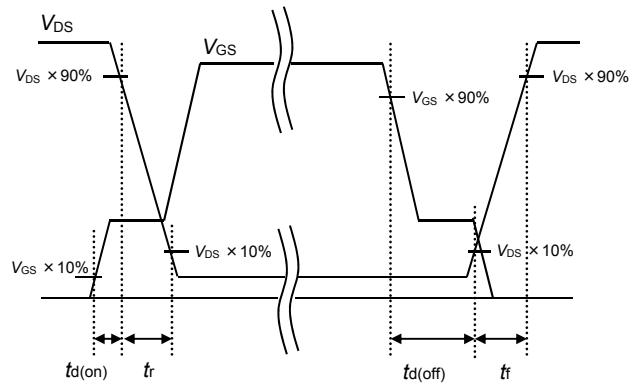 VDS
VGS
VDS × 90%
VGS × 90%
VDS × 90%
VGS × 10%
VDS × 10%
VDS × 10%
td(on)
tr
td(off)
tf